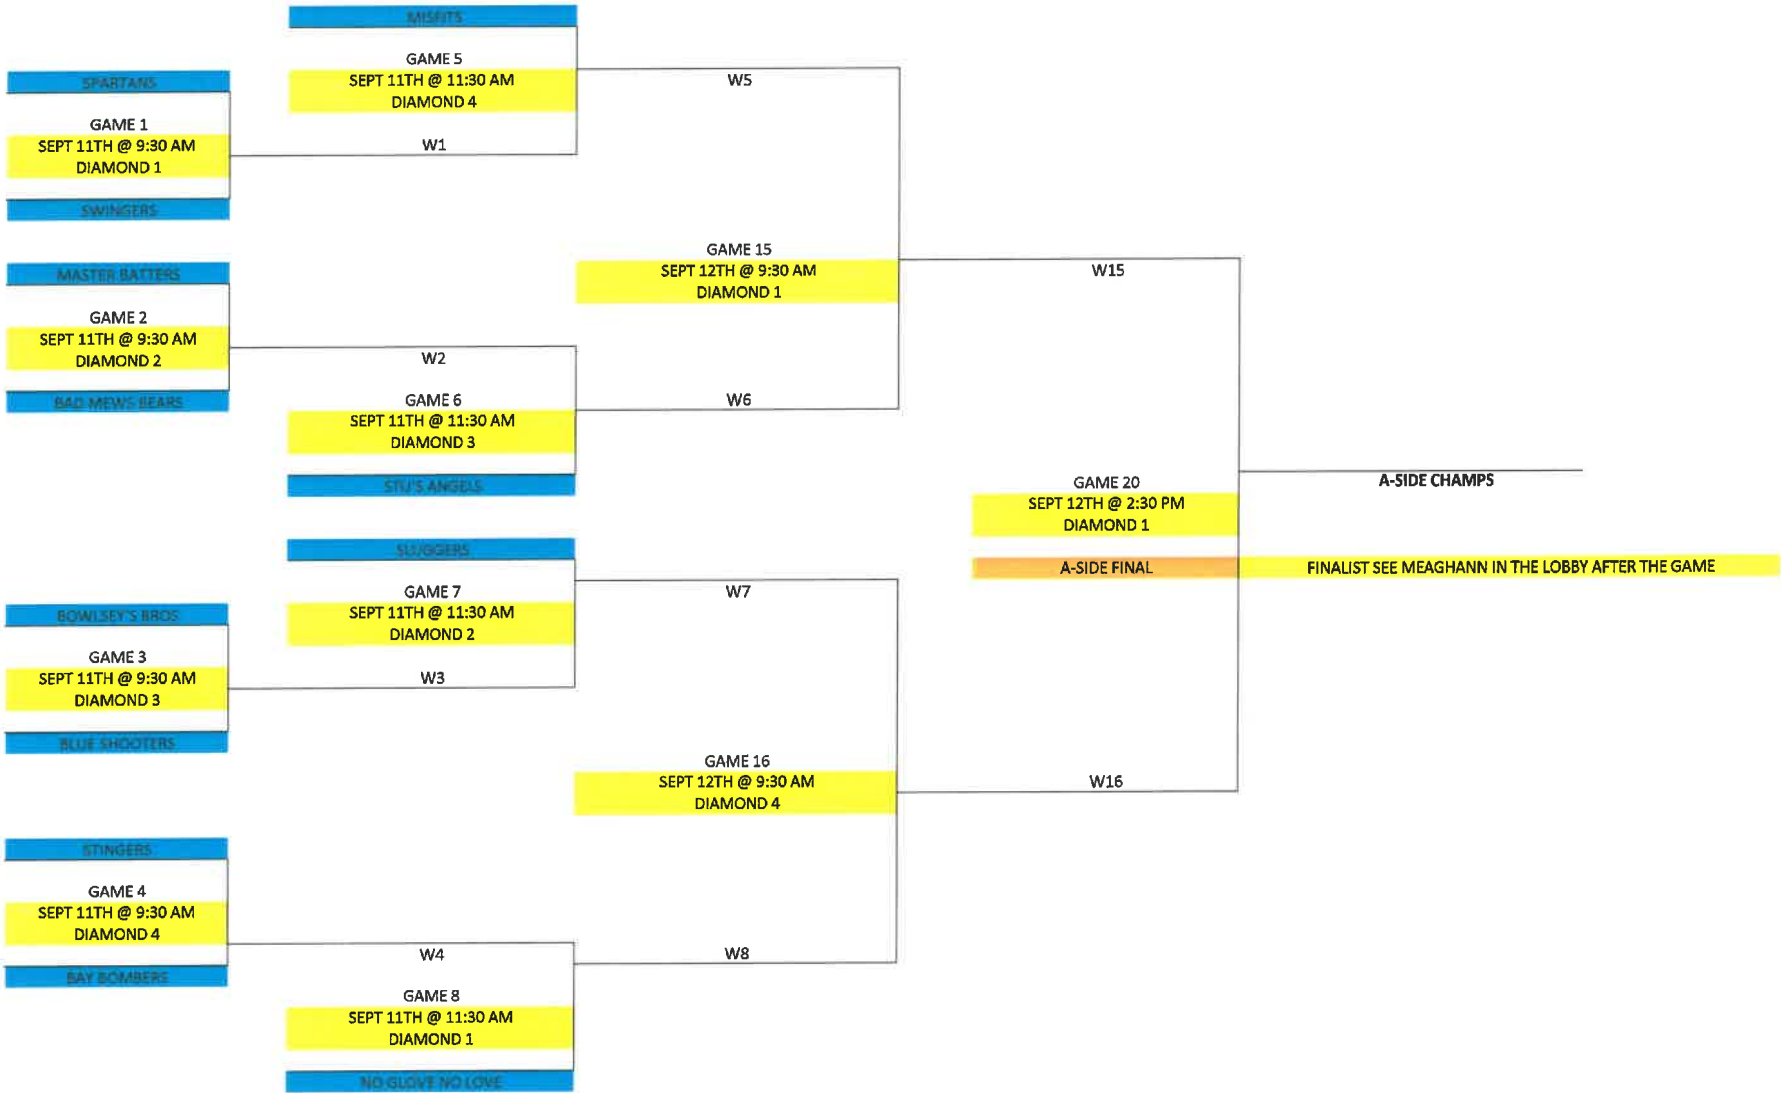 MISFITS
GAME 5
SEPT 11TH @ 11:30 AM
DIAMOND 4
W5
SPARTANS
GAME 1
SEPT 11TH @ 9:30 AM
DIAMOND 1
W1
SWINGERS
GAME 15
SEPT 12TH @ 9:30 AM
DIAMOND 1
W15
MASTER BATTERS
GAME 2
SEPT 11TH @ 9:30 AM
DIAMOND 2
W2
BAD MEWS BEARS
GAME 6
SEPT 11TH @ 11:30 AM
DIAMOND 3
W6
STU'S ANGELS
GAME 20
SEPT 12TH @ 2:30 PM
DIAMOND 1
A-SIDE CHAMPS
A-SIDE FINAL
FINALIST SEE MEAGHANN IN THE LOBBY AFTER THE GAME
SLUGGERS
GAME 7
SEPT 11TH @ 11:30 AM
DIAMOND 2
W7
BOWLSEY'S BROS
GAME 3
SEPT 11TH @ 9:30 AM
DIAMOND 3
W3
BLUE SHOOTERS
GAME 16
SEPT 12TH @ 9:30 AM
DIAMOND 4
W16
STINGERS
GAME 4
SEPT 11TH @ 9:30 AM
DIAMOND 4
W4
BAY BOMBERS
W8
GAME 8
SEPT 11TH @ 11:30 AM
DIAMOND 1
NO GLOVE NO LOVE